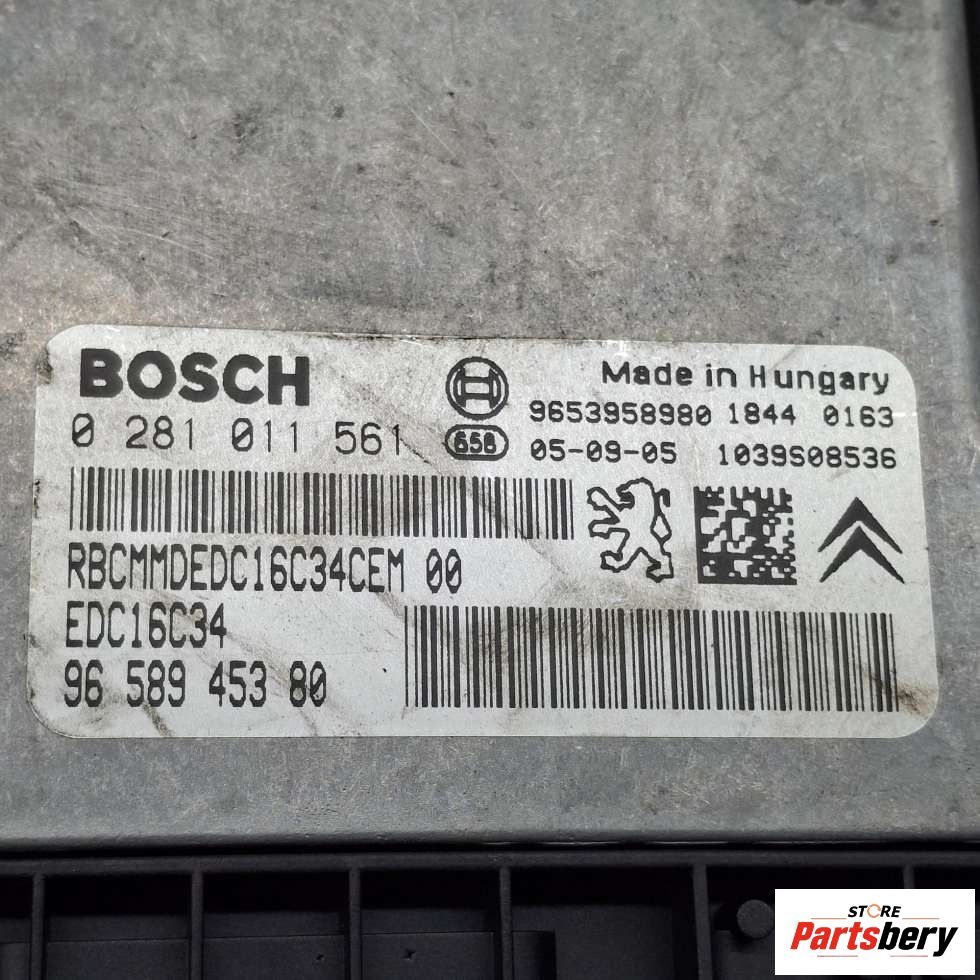 BOSCH
Made in Hungary
0 281 011 561
9653958980 1844 0163
658
05-09-05 1039S08536
RBCMMDEDC16C34CEM 00
EDC16C34
96 589 453 80
STORE
Partsbery